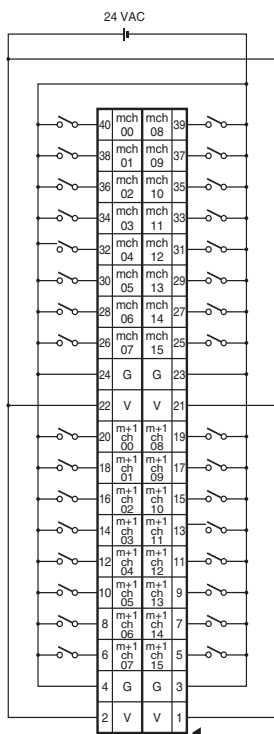 24 VAC
40 mch 00 mch 08 39
38 mch 01 mch 09 37
36 mch 02 mch 10 35
34 mch 03 mch 11 33
32 mch 04 mch 12 31
30 mch 05 mch 13 29
28 mch 06 mch 14 27
26 mch 07 mch 15 25
24 G G 23
22 V V 21
20 m+1 ch 00 m+1 ch 08 19
18 m+1 ch 01 m+1 ch 09 17
16 m+1 ch 02 m+1 ch 10 15
14 m+1 ch 03 m+1 ch 11 13
12 m+1 ch 04 m+1 ch 12 11
10 m+1 ch 05 m+1 ch 13 9
8 m+1 ch 06 m+1 ch 14 7
6 m+1 ch 07 m+1 ch 15 5
4 G G 3
2 V V 1